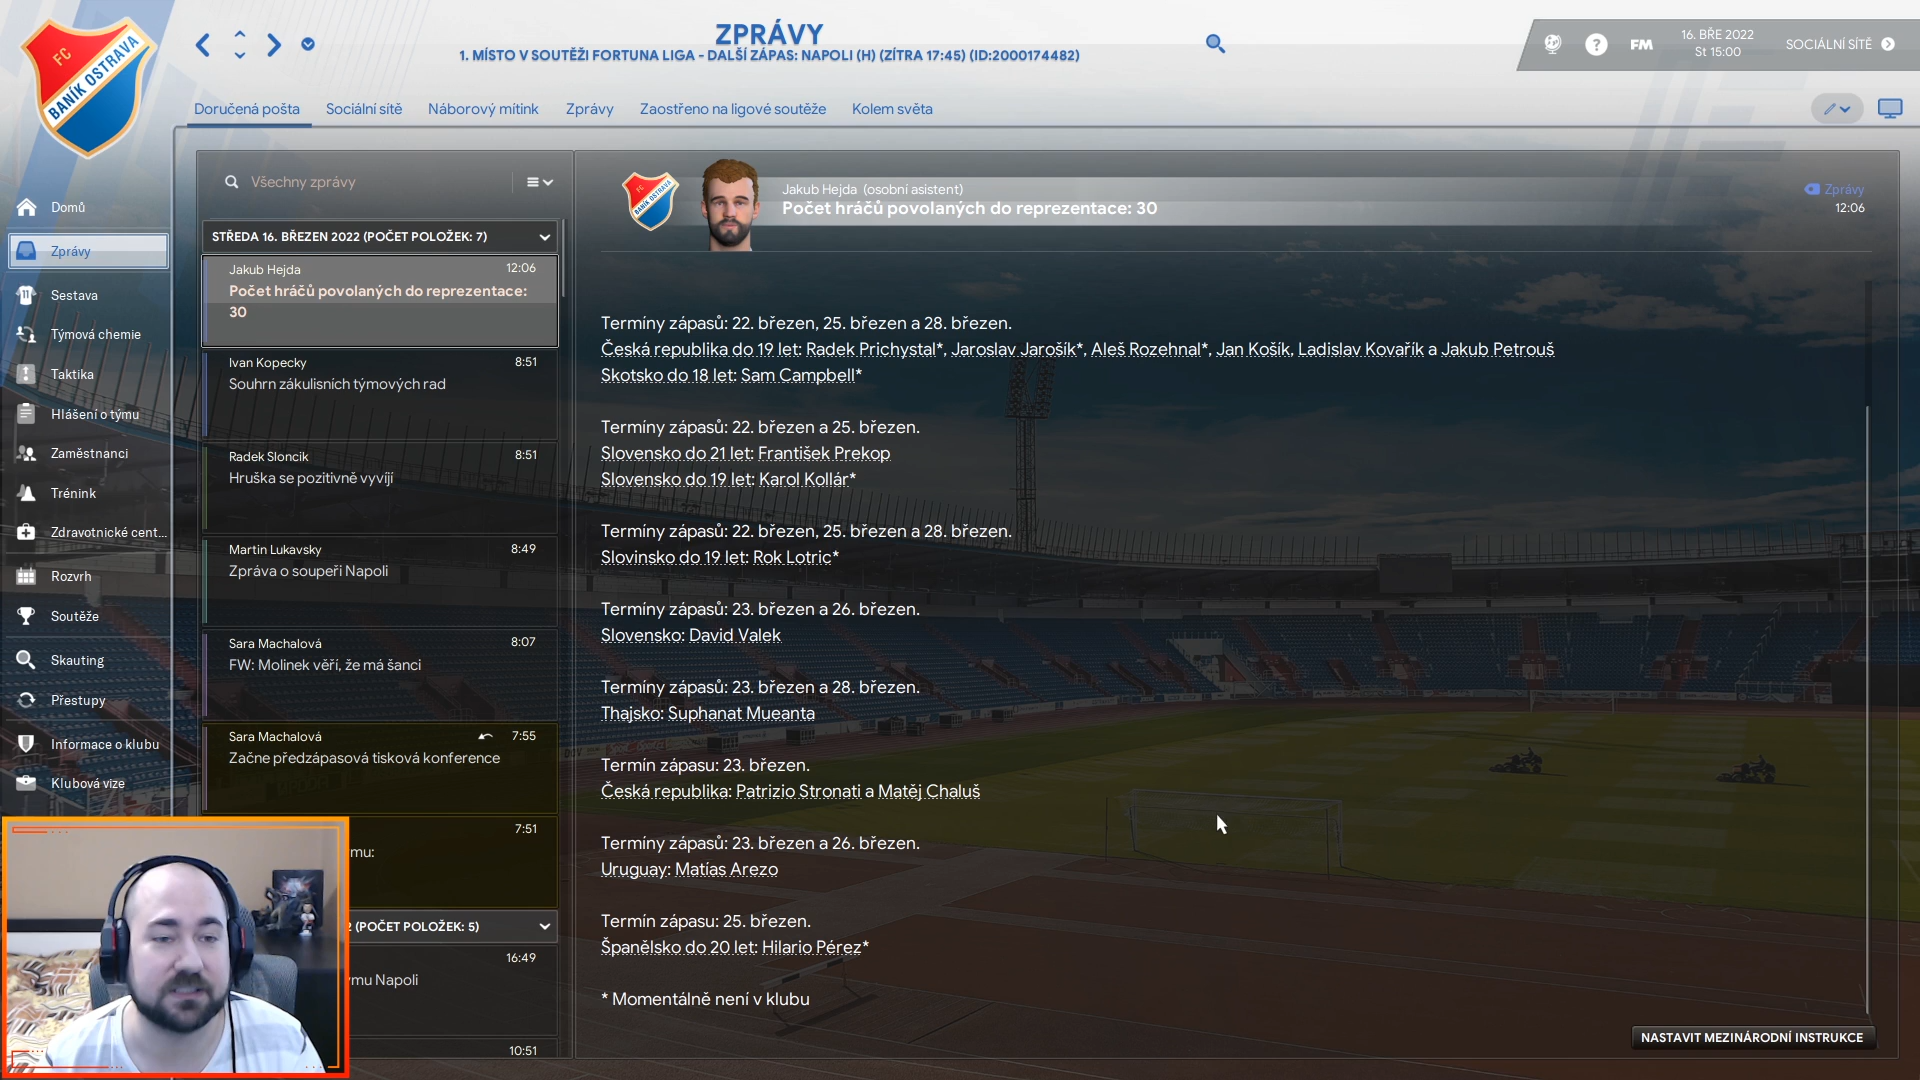 FC
BANÍK OSTRAVA
ZPRÁVY
1. MÍSTO V SOUTĚŽI FORTUNA LIGA - DALŠÍ ZÁPAS: NAPOLI (H) (ZÍTRA 17:45) (ID:2000174482)
FM
16. BŘE 2022
St 15:00
SOCIÁLNÍ SÍTĚ
Doručená pošta
Sociální sítě
Náborový mítink
Zprávy
Zaostřeno na ligové soutěže
Kolem světa
Domů
Zprávy
Sestava
Týmová chemie
Taktika
Hlášení o týmu
Zaměstnanci
Trénink
Zdravotnické cent...
Rozvrh
Soutěže
Skauting
Přestupy
Informace o klubu
Klubová vize
Všechny zprávy
STŘEDA 16. BŘEZEN 2022 (POČET POLOŽEK: 7)
Jakub Hejda 12:06
Počet hráčů povolaných do reprezentace:
30
Ivan Kopecky 8:51
Souhrn zákulisních týmových rad
Radek Sloncik 8:51
Hruška se pozitivně vyvíjí
Martin Lukavsky 8:49
Zpráva o soupeři Napoli
Sara Machalová 8:07
FW: Molinek věří, že má šanci
Sara Machalová 7:55
Začne předzápasová tisková konference
7:51
mu:
2 (POČET POLOŽEK: 5)
16:49
mu Napoli
10:51
Jakub Hejda (osobní asistent)
Počet hráčů povolaných do reprezentace: 30
Zprávy
12:06
Termíny zápasů: 22. březen, 25. březen a 28. březen.
Česká republika do 19 let: Radek Prichystal*, Jaroslav Jarošík*, Aleš Rozehnal*, Jan Košík, Ladislav Kovařík a Jakub Petrouš
Skotsko do 18 let: Sam Campbell*
Termíny zápasů: 22. březen a 25. březen.
Slovensko do 21 let: František Prekop
Slovensko do 19 let: Karol Kollár*
Termíny zápasů: 22. březen, 25. březen a 28. březen.
Slovinsko do 19 let: Rok Lotric*
Termíny zápasů: 23. březen a 26. březen.
Slovensko: David Valek
Termíny zápasů: 23. březen a 28. březen.
Thajsko: Suphanat Mueanta
Termín zápasu: 23. březen.
Česká republika: Patrizio Stronati a Matěj Chaluš
Termíny zápasů: 23. březen a 26. březen.
Uruguay: Matías Arezo
Termín zápasu: 25. březen.
Španělsko do 20 let: Hilario Pérez*
* Momentálně není v klubu
NASTAVIT MEZINÁRODNÍ INSTRUKCE